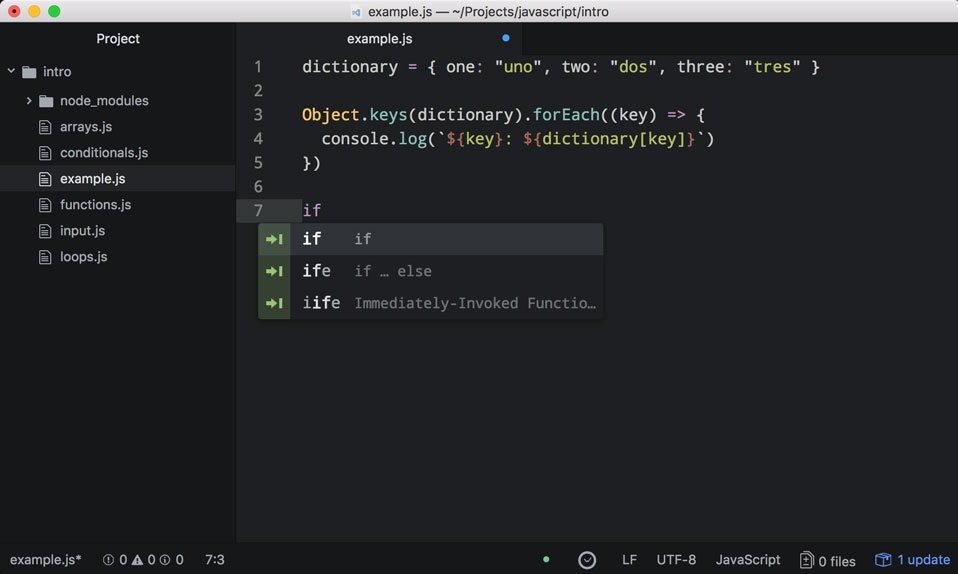 example.js — ~/Projects/javascript/intro
Project
intro
node_modules
arrays.js
conditionals.js
example.js
functions.js
input.js
loops.js
example.js
1 dictionary = { one: "uno", two: "dos", three: "tres" }
2
3 Object.keys(dictionary).forEach((key) => {
4 console.log(`${key}: ${dictionary[key]}`)
5 })
6
7 if
if if
ife if … else
iife Immediately-Invoked Functio…
example.js* 0 0 0 7:3 LF UTF-8 JavaScript 0 files 1 update